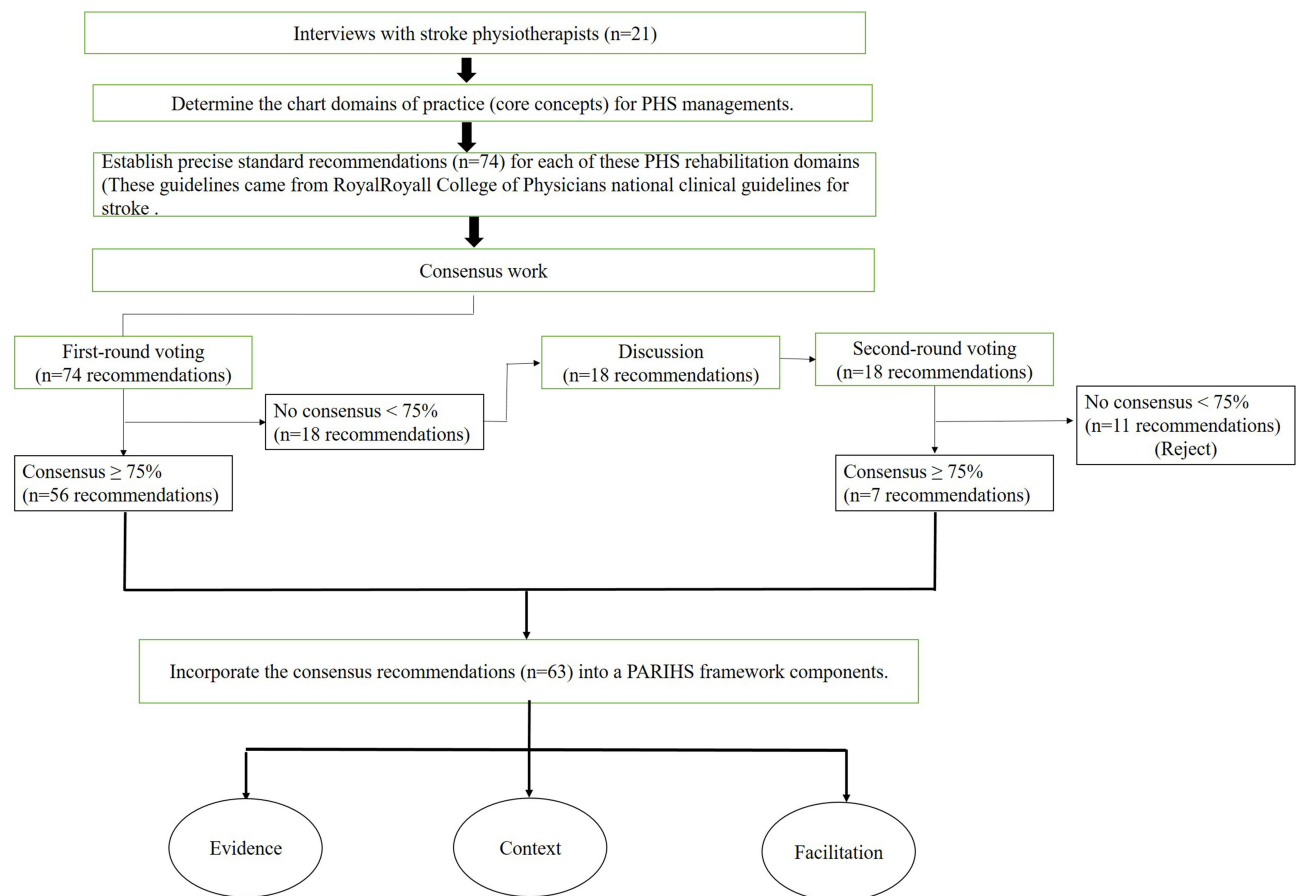 Interviews with stroke physiotherapists (n=21)
Determine the chart domains of practice (core concepts) for PHS managements.
Establish precise standard recommendations (n=74) for each of these PHS rehabilitation domains
(These guidelines came from RoyalRoyall College of Physicians national clinical guidelines for
stroke .
Consensus work
First-round voting
(n=74 recommendations)
No consensus < 75%
(n=18 recommendations)
Consensus ≥ 75%
(n=56 recommendations)
Discussion
(n=18 recommendations)
Second-round voting
(n=18 recommendations)
No consensus < 75%
(n=11 recommendations)
(Reject)
Consensus ≥ 75%
(n=7 recommendations)
Incorporate the consensus recommendations (n=63) into a PARIHS framework components.
Evidence
Context
Facilitation